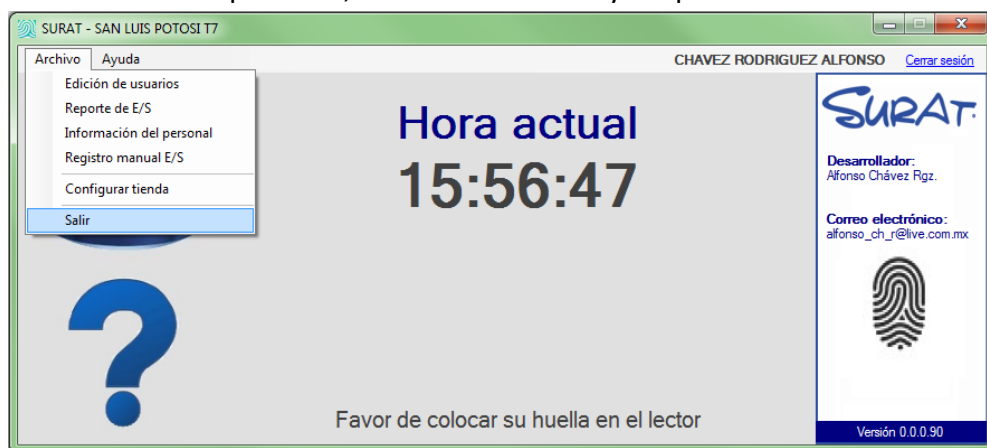 SURAT - SAN LUIS POTOSI T7
Archivo Ayuda CHAVEZ RODRIGUEZ ALFONSO Cerrar sesión
Edición de usuarios
Reporte de E/S
Información del personal
Registro manual E/S
Configurar tienda
Salir
Hora actual
15:56:47
Favor de colocar su huella en el lector
SURAT.
Desarrollador:
Alfonso Chávez Rgz.
Correo electrónico:
alfonso_ch_r@live.com.mx
Versión 0.0.0.90